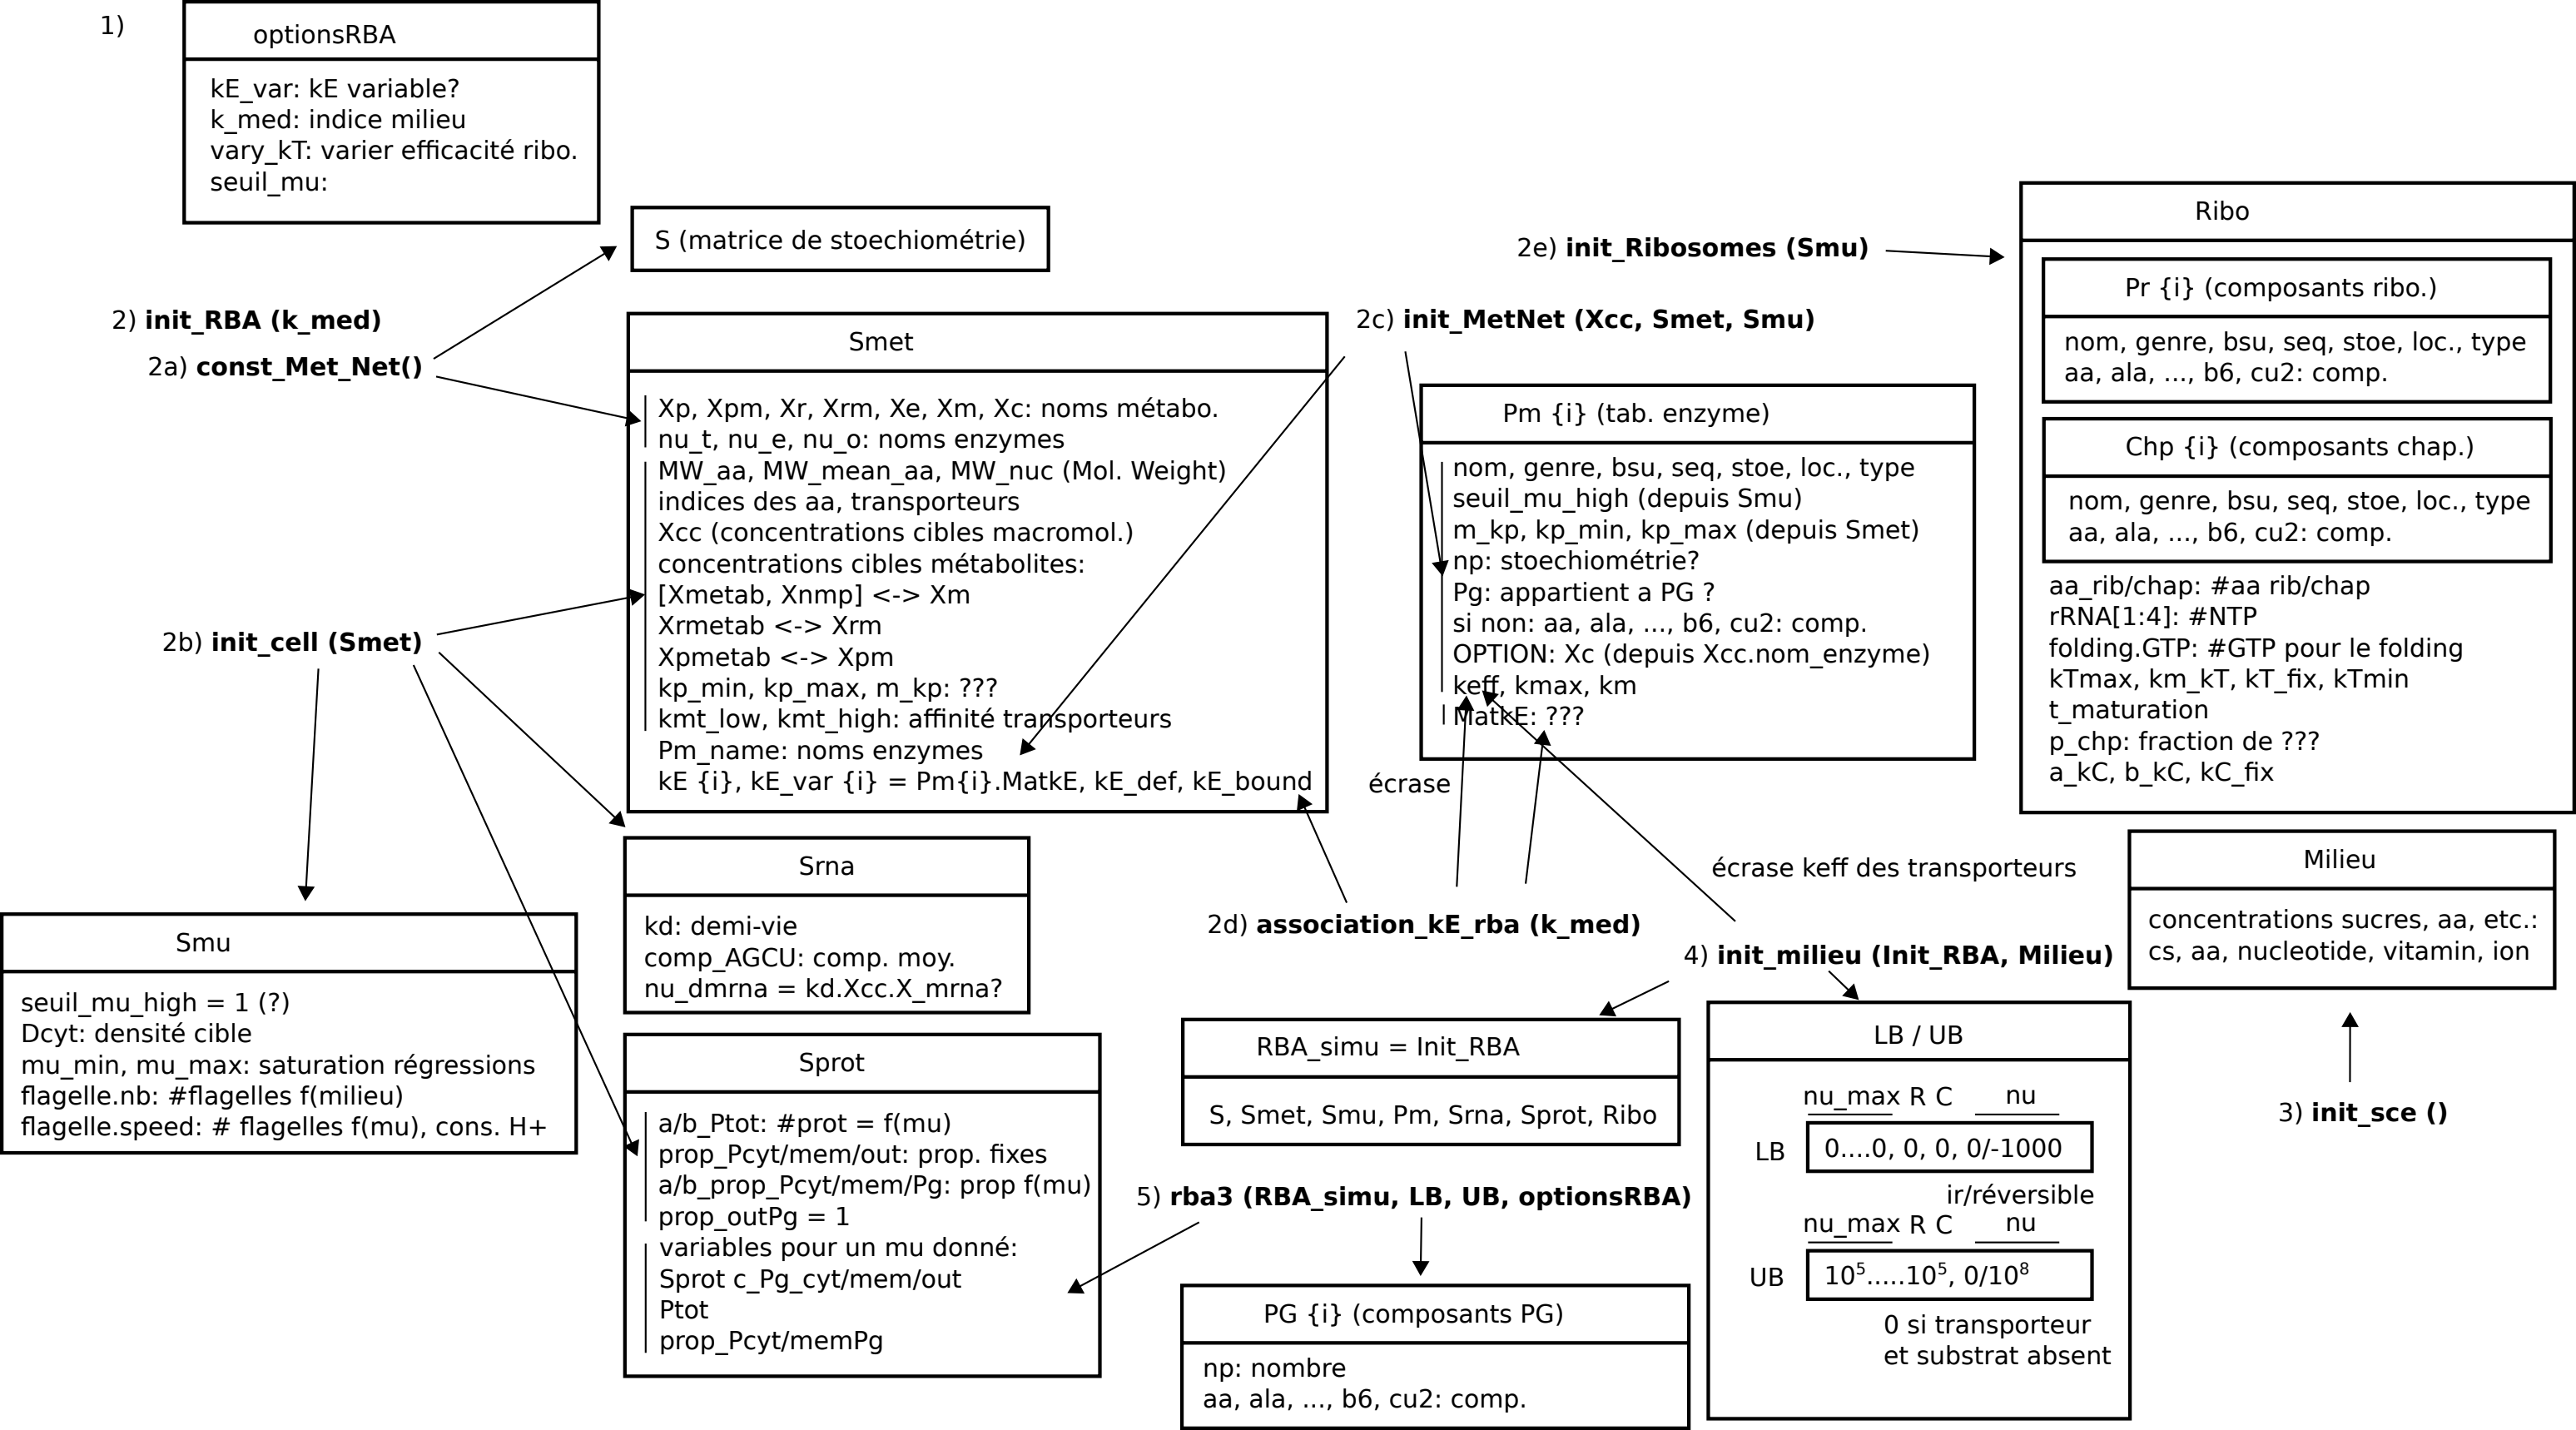 1)
optionsRBA
kE_var: kE variable?
k_med: indice milieu
vary_kT: varier efficacité ribo.
seuil_mu:
S (matrice de stoechiométrie)
2) init_RBA (k_med)
2a) const_Met_Net()
2b) init_cell (Smet)
Smet
Xp, Xpm, Xr, Xrm, Xe, Xm, Xc: noms métabo.
nu_t, nu_e, nu_o: noms enzymes
MW_aa, MW_mean_aa, MW_nuc (Mol. Weight)
indices des aa, transporteurs
Xcc (concentrations cibles macromol.)
concentrations cibles métabolites:
[Xmetab, Xnmp] <-> Xm
Xrmetab <-> Xrm
Xpmetab <-> Xpm
kp_min, kp_max, m_kp: ???
kmt_low, kmt_high: affinité transporteurs
Pm_name: noms enzymes
kE {i}, kE_var {i} = Pm{i}.MatkE, kE_def, kE_bound
2c) init_MetNet (Xcc, Smet, Smu)
Pm {i} (tab. enzyme)
nom, genre, bsu, seq, stoe, loc., type
seuil_mu_high (depuis Smu)
m_kp, kp_min, kp_max (depuis Smet)
np: stoechiométrie?
Pg: appartient a PG ?
si non: aa, ala, ..., b6, cu2: comp.
OPTION: Xc (depuis Xcc.nom_enzyme)
keff, kmax, km
MatkE: ???
2e) init_Ribosomes (Smu)
Ribo
Pr {i} (composants ribo.)
nom, genre, bsu, seq, stoe, loc., type
aa, ala, ..., b6, cu2: comp.
Chp {i} (composants chap.)
nom, genre, bsu, seq, stoe, loc., type
aa, ala, ..., b6, cu2: comp.
aa_rib/chap: #aa rib/chap
rRNA[1:4]: #NTP
folding.GTP: #GTP pour le folding
kTmax, km_kT, kT_fix, kTmin
t_maturation
p_chp: fraction de ???
a_kC, b_kC, kC_fix
écrase
écrase keff des transporteurs
2d) association_kE_rba (k_med)
Smu
seuil_mu_high = 1 (?)
Dcyt: densité cible
mu_min, mu_max: saturation régressions
flagelle.nb: #flagelles f(milieu)
flagelle.speed: # flagelles f(mu), cons. H+
Srna
kd: demi-vie
comp_AGCU: comp. moy.
nu_dmrna = kd.Xcc.X_mrna?
Sprot
a/b_Ptot: #prot = f(mu)
prop_Pcyt/mem/out: prop. fixes
a/b_prop_Pcyt/mem/Pg: prop f(mu)
prop_outPg = 1
variables pour un mu donné:
Sprot c_Pg_cyt/mem/out
Ptot
prop_Pcyt/memPg
Milieu
concentrations sucres, aa, etc.:
cs, aa, nucleotide, vitamin, ion
3) init_sce ()
4) init_milieu (Init_RBA, Milieu)
RBA_simu = Init_RBA
S, Smet, Smu, Pm, Srna, Sprot, Ribo
LB / UB
nu_max R C nu
LB 0....0, 0, 0, 0/-1000
ir/réversible
nu_max R C nu
UB 10⁵.....10⁵, 0/10⁸
0 si transporteur
et substrat absent
5) rba3 (RBA_simu, LB, UB, optionsRBA)
PG {i} (composants PG)
np: nombre
aa, ala, ..., b6, cu2: comp.